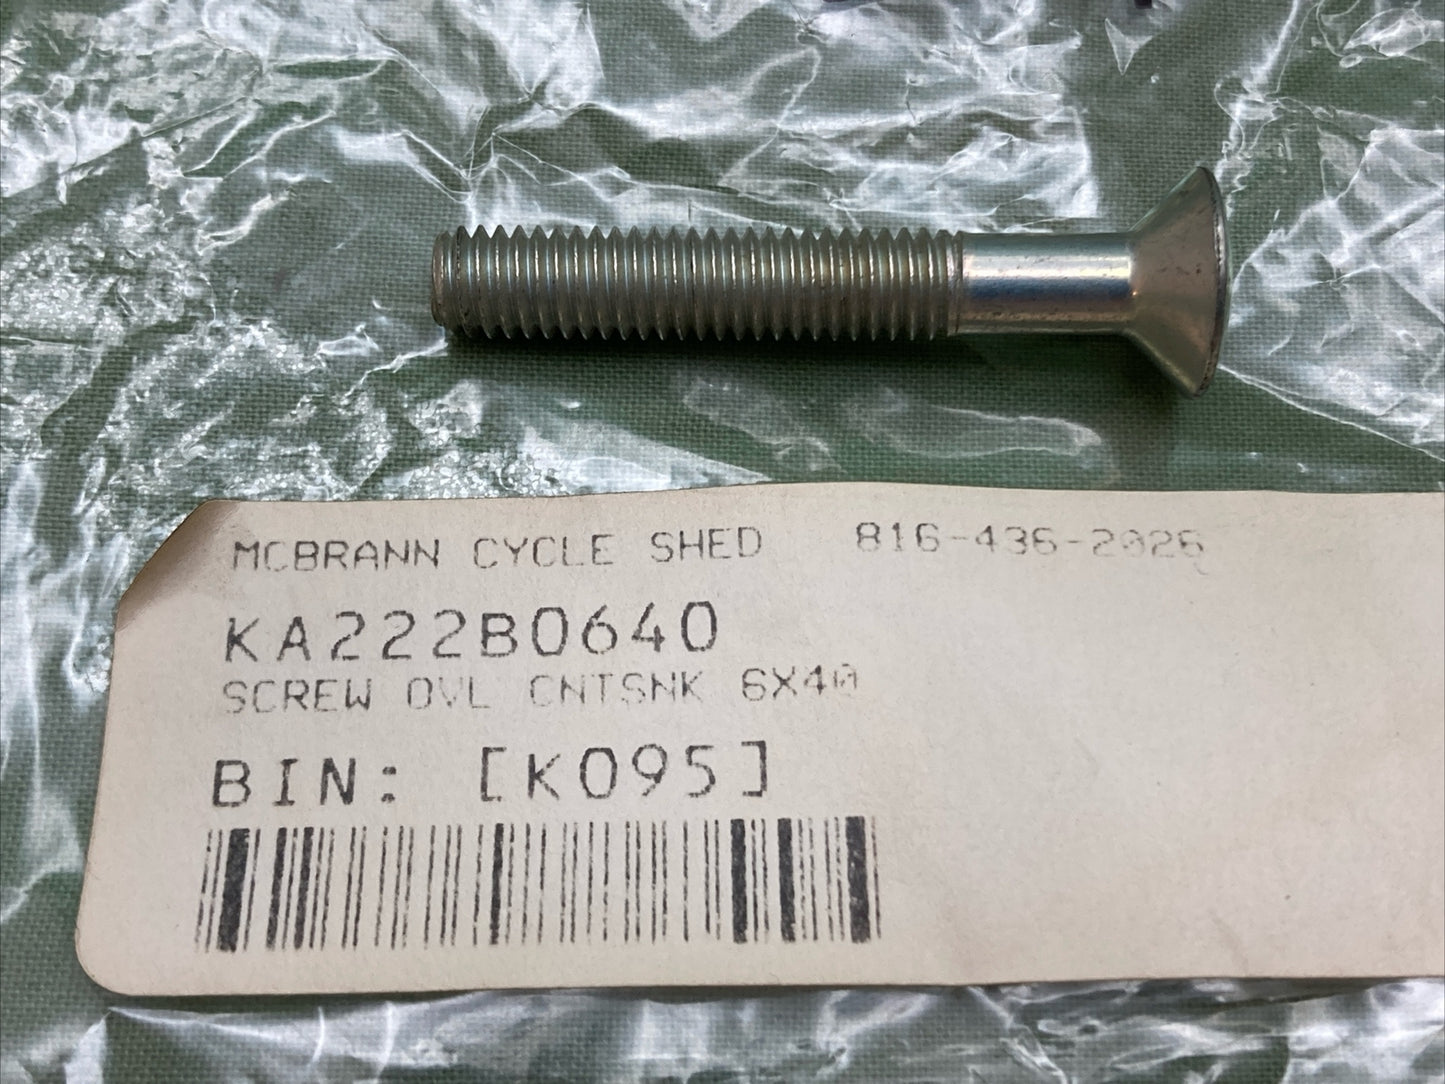 MCBRANN CYCLE SHED 816-436-2026
KA222B0640
SCREW OVL CNTSNK 6X40
BIN: [K095]